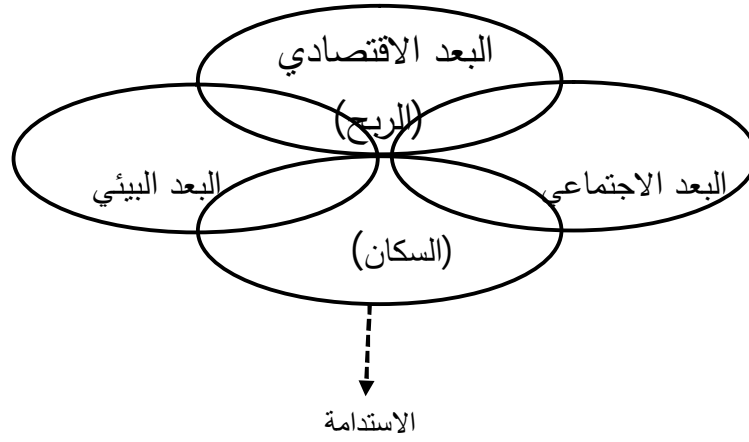 البعد الاقتصادي
(الربح)
البعد الاجتماعي
البعد البيئي
(السكان)
الاستدامة